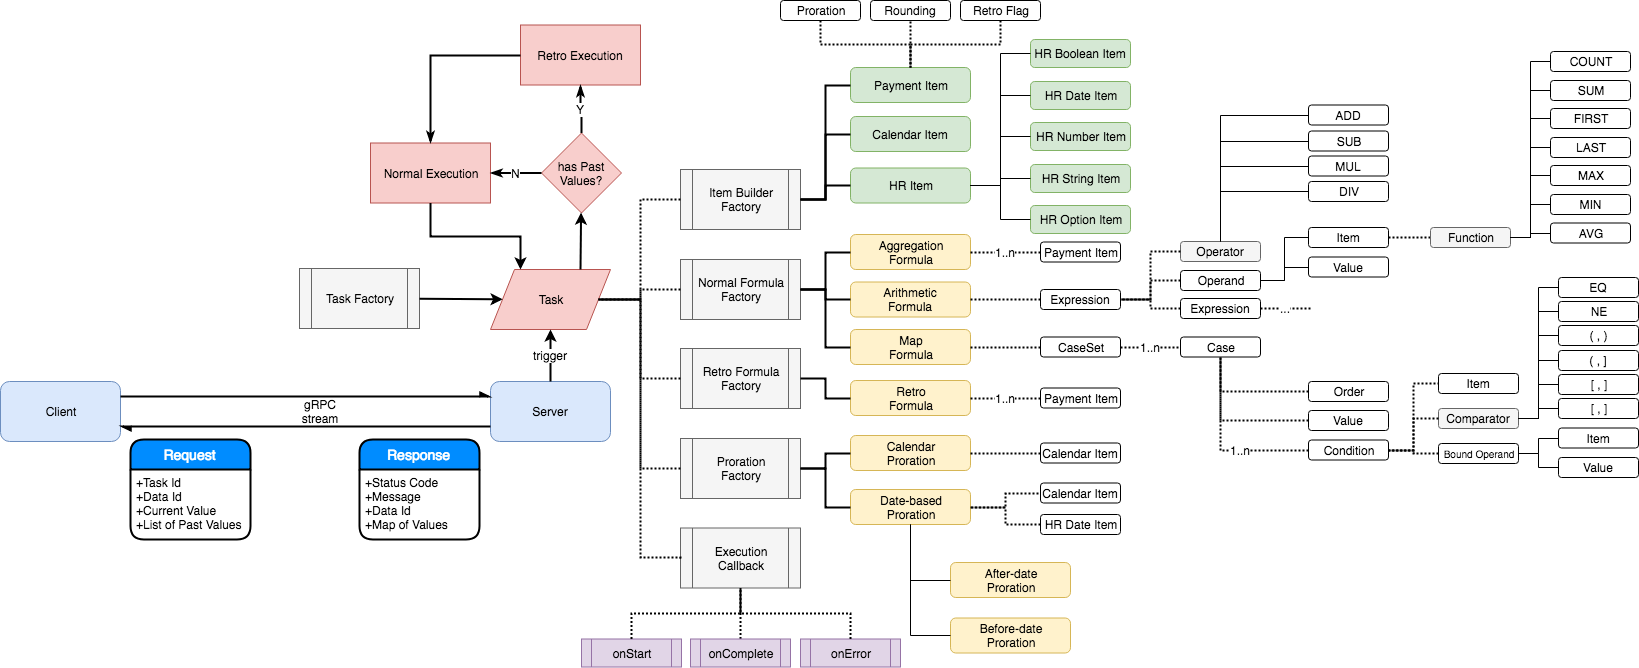 Proration
Rounding
Retro Flag
Retro Execution
Y
Normal Execution
N
has Past
Values?
Task Factory
Task
trigger
Client
gRPC
stream
Server
Request
+Task Id
+Data Id
+Current Value
+List of Past Values
Response
+Status Code
+Message
+Data Id
+Map of Values
Item Builder
Factory
Normal Formula
Factory
Retro Formula
Factory
Proration
Factory
Execution
Callback
onStart
onComplete
onError
Payment Item
Calendar Item
HR Item
HR Boolean Item
HR Date Item
HR Number Item
HR String Item
HR Option Item
Aggregation
Formula
1..n
Payment Item
Arithmetic
Formula
Expression
Map
Formula
CaseSet
1..n
Case
Retro
Formula
1..n
Payment Item
Calendar
Proration
Calendar Item
Date-based
Proration
Calendar Item
HR Date Item
After-date
Proration
Before-date
Proration
ADD
SUB
MUL
DIV
Operator
Operand
Expression
...
Item
Value
Function
COUNT
SUM
FIRST
LAST
MAX
MIN
AVG
Order
Value
1..n
Condition
Item
Comparator
Bound Operand
EQ
NE
( , )
( , ]
[ , ]
[ , ]
Item
Value